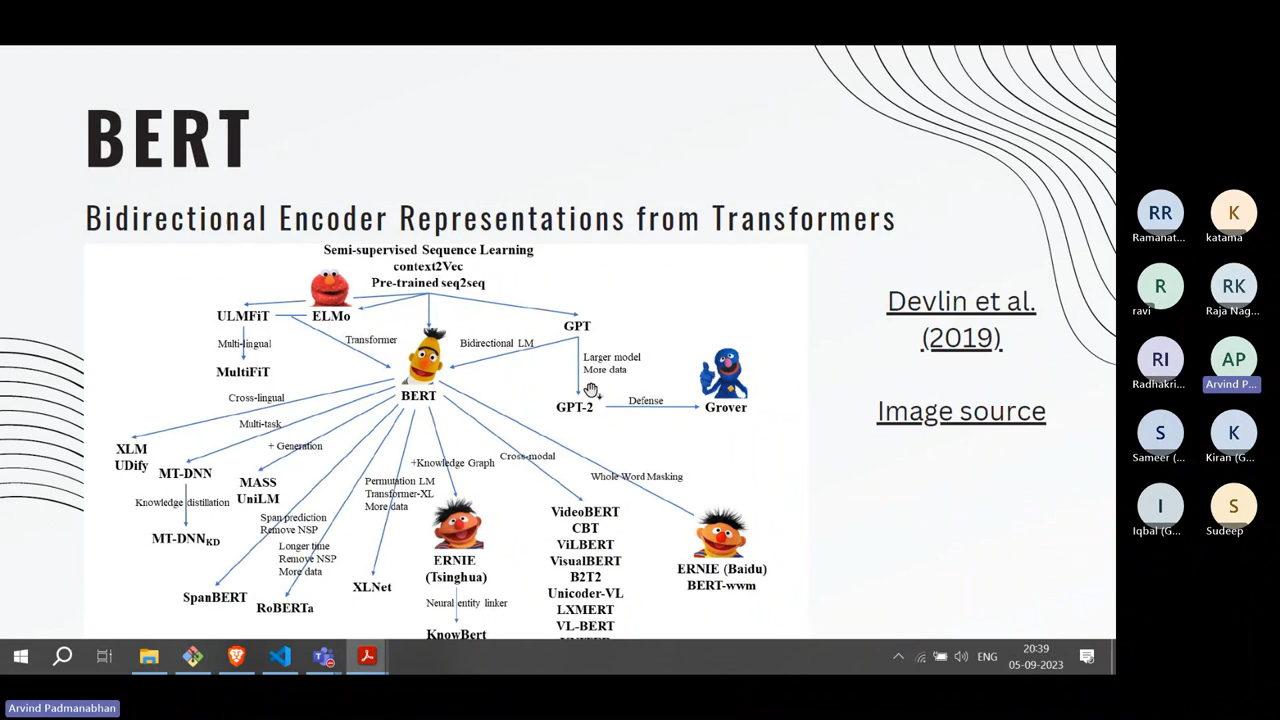 BERT
Bidirectional Encoder Representations from Transformers
Semi-supervised Sequence Learning
context2Vec
Pre-trained seq2seq
ULMFiT
ELMo
GPT
Multi-lingual
Transformer
Bidirectional LM
Larger model
More data
MultiFiT
BERT
GPT-2
Defense
Grover
Cross-lingual
Multi-task
+ Generation
XLM
UDify
MT-DNN
MASS
UniLM
Knowledge distillation
MT-DNNKD
Span prediction
Remove NSP
Longer time
Remove NSP
More data
Permutation LM
Transformer-XL
More data
+Knowledge Graph
Cross-modal
Whole Word Masking
SpanBERT
RoBERTa
XLNet
ERNIE
(Tsinghua)
Neural entity linker
KnowBert
VideoBERT
CBT
ViLBERT
VisualBERT
B2T2
Unicoder-VL
LXMERT
VL-BERT
ERNIE (Baidu)
BERT-wwm
Devlin et al.
(2019)
Image source
RR
K
Ramanat...
katama
R
RK
ravi
Raja Nag...
RI
AP
Radhakri...
Arvind P...
S
K
Sameer (...
Kiran (G...
I
S
Iqbal (G...
Sudeep
ENG
20:39
05-09-2023
Arvind Padmanabhan